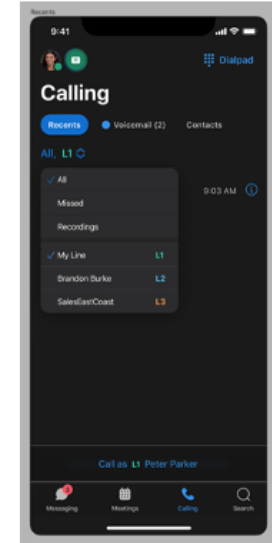 Recents
9:41
Dialpad
Calling
Recents Voicemail (2) Contacts
All, L1
All
9:03 AM
Missed
Recordings
My Line L1
Brandon Burke L2
SalesEastCoast L3
Call as L1 Peter Parker
Messaging Meetings Calling Search